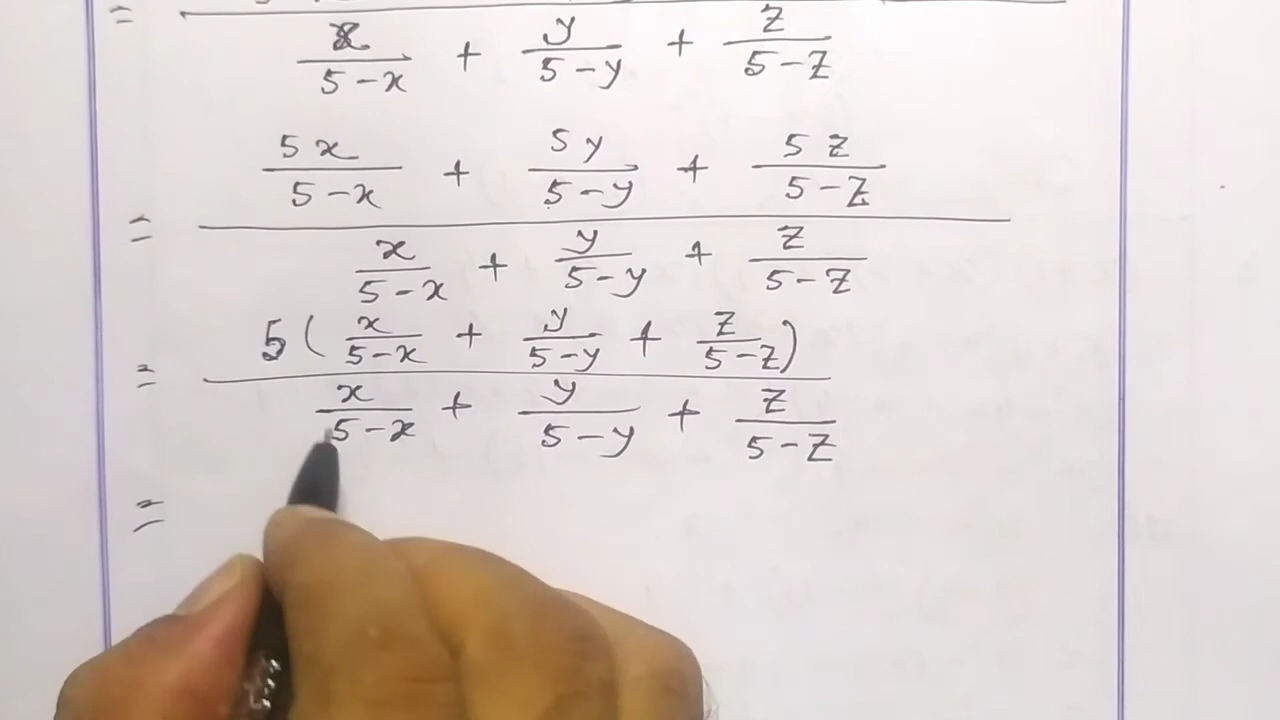 = x/(5-x) + y/(5-y) + z/(5-z)
5x/(5-x) + 5y/(5-y) + 5z/(5-z)
= x/(5-x) + y/(5-y) + z/(5-z)
5(x/(5-x) + y/(5-y) + z/(5-z))
= x/(5-x) + y/(5-y) + z/(5-z)
=